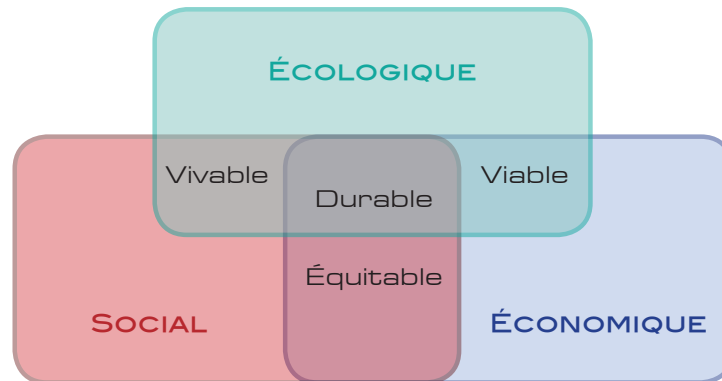 Écologique
Vivable
Viable
Durable
Équitable
Social
Économique